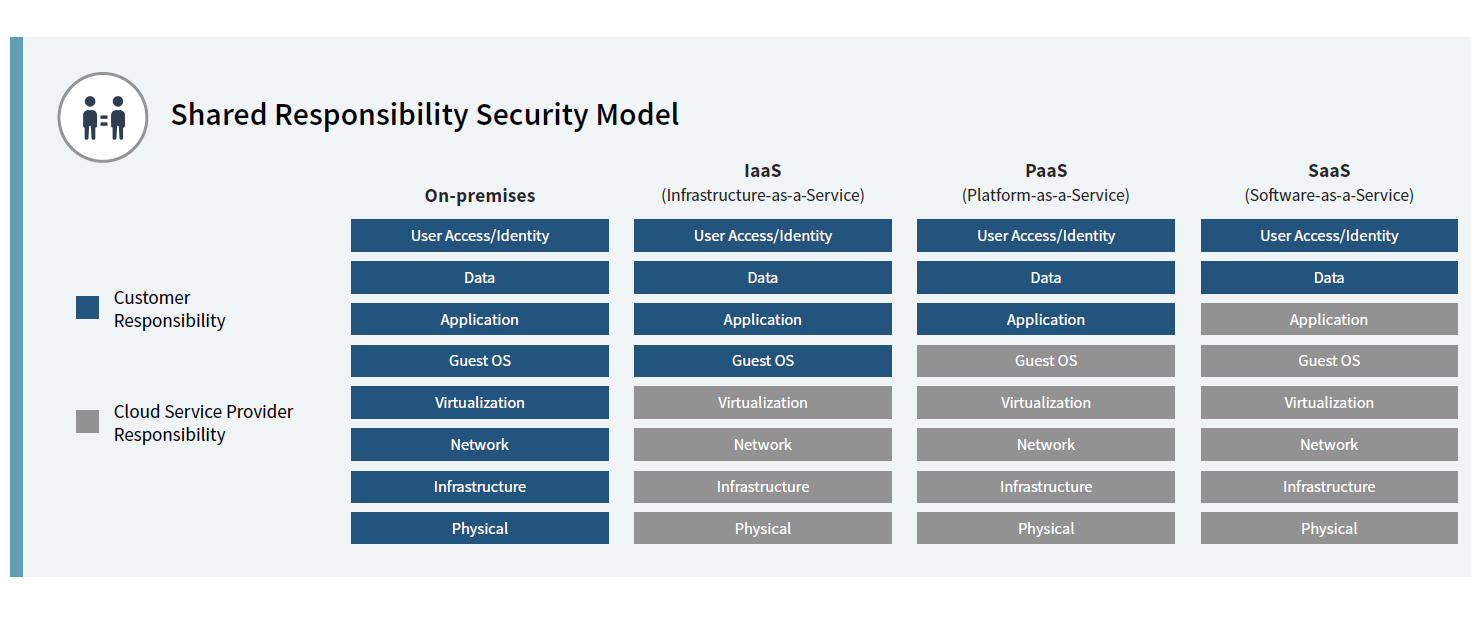 Shared Responsibility Security Model
On-premises
IaaS
(Infrastructure-as-a-Service)
PaaS
(Platform-as-a-Service)
SaaS
(Software-as-a-Service)
User Access/Identity User Access/Identity User Access/Identity User Access/Identity
Data Data Data Data
Customer
Responsibility
Application Application Application Application
Guest OS Guest OS Guest OS Guest OS
Virtualization Virtualization Virtualization Virtualization
Cloud Service Provider
Responsibility
Network Network Network Network
Infrastructure Infrastructure Infrastructure Infrastructure
Physical Physical Physical Physical